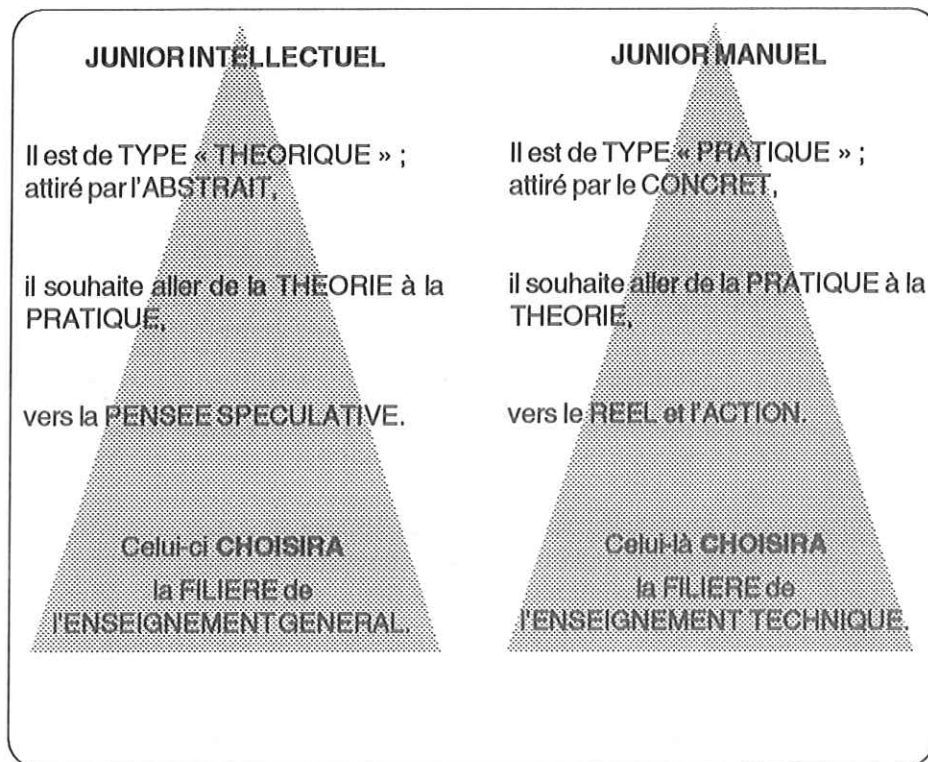 JUNIOR INTELLECTUEL
Il est de TYPE « THEORIQUE » ;
attiré par l'ABSTRAIT,
il souhaite aller de la THEORIE à la
PRATIQUE,
vers la PENSEE SPECULATIVE.
Celui-ci CHOISIRA
la FILIERE de
l'ENSEIGNEMENT GENERAL.
JUNIOR MANUEL
Il est de TYPE « PRATIQUE » ;
attiré par le CONCRET,
il souhaite aller de la PRATIQUE à la
THEORIE,
vers le REEL et l'ACTION.
Celui-là CHOISIRA
la FILIERE de
l'ENSEIGNEMENT TECHNIQUE.